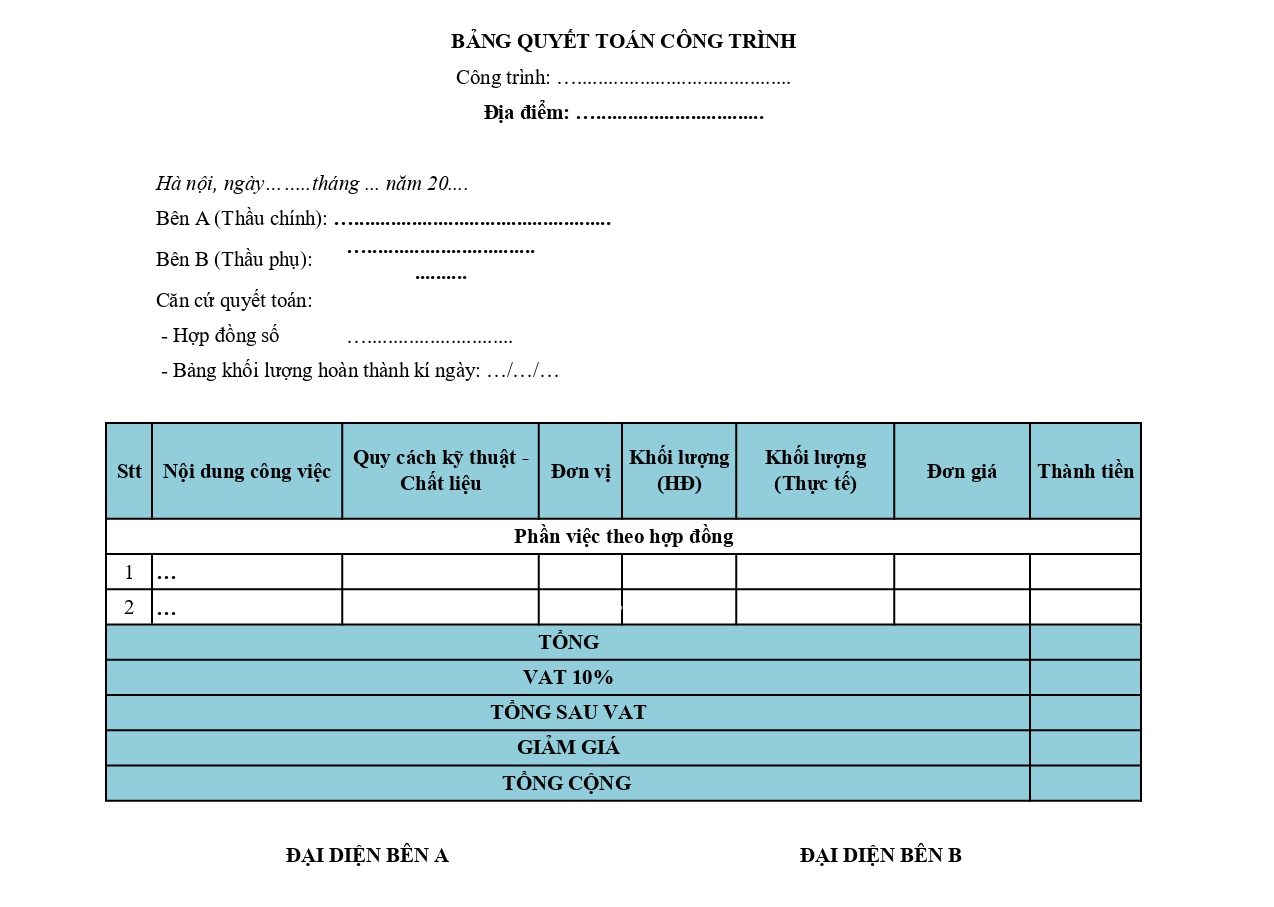 BẢNG QUYẾT TOÁN CÔNG TRÌNH
Công trình: ….........................................
Địa điểm: ….................................
Hà nội, ngày……..tháng ... năm 20....
Bên A (Thầu chính): ….................................................
Bên B (Thầu phụ): ….................................
..........
Căn cứ quyết toán:
- Hợp đồng số ….............................
- Bảng khối lượng hoàn thành kí ngày: …/…/…
Stt Nội dung công việc Quy cách kỹ thuật - Chất liệu Đơn vị Khối lượng (HĐ) Khối lượng (Thực tế) Đơn giá Thành tiền
Phần việc theo hợp đồng
1 …
2 …
TỔNG
VAT 10%
TỔNG SAU VAT
GIẢM GIÁ
TỔNG CỘNG
ĐẠI DIỆN BÊN A ĐẠI DIỆN BÊN B